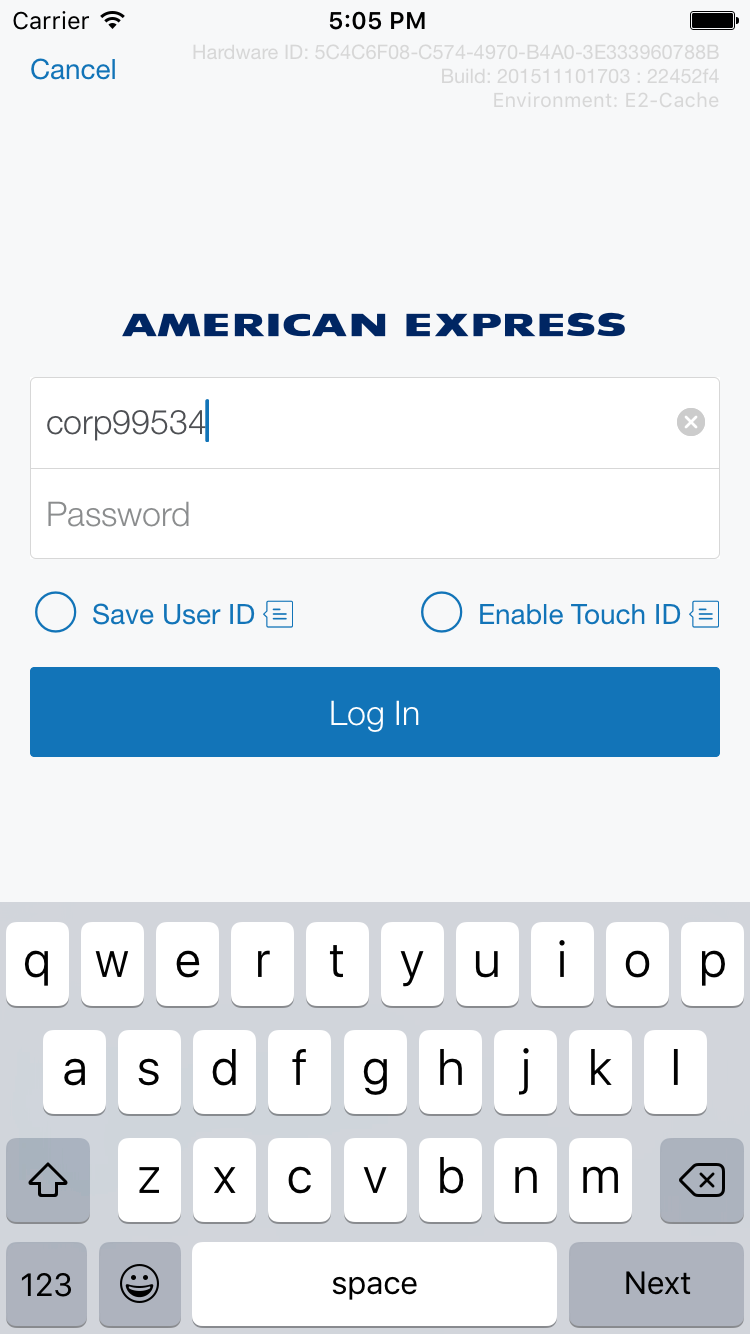 Carrier 5:05 PM
Hardware ID: 5C4C6F08-C574-4970-B4A0-3E333960788B
Cancel
Build: 201511101703 : 22452f4
Environment: E2-Cache
AMERICAN EXPRESS
corp99534
Password
Save User ID Enable Touch ID
Log In
q w e r t y u i o p
a s d f g h j k l
z x c v b n m
123 space Next